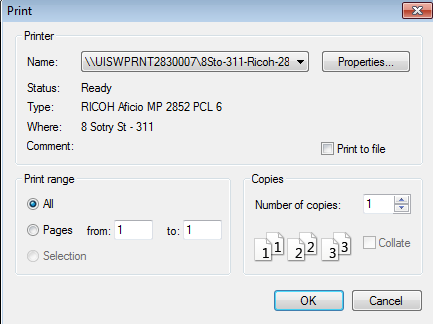 Print
Printer
Name: \\UISWPRNT2830007\8Sto-311-Ricoh-28 Properties...
Status: Ready
Type: RICOH Aficio MP 2852 PCL 6
Where: 8 Sotry St - 311
Comment: Print to file
Print range
All
Pages from: 1 to: 1
Selection
Copies
Number of copies: 1
1 1 2 2 3 3 Collate
OK Cancel